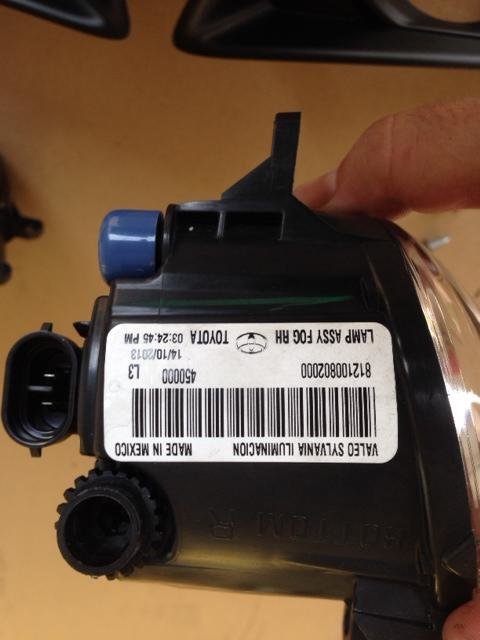 VALEO SYLVANIA ILUMINACION MADE IN MEXICO
812100802000 450000 L3
LAMP ASSY FOG RH TOYOTA 14/10/2013
03:24:45 PM
BOTTOM R